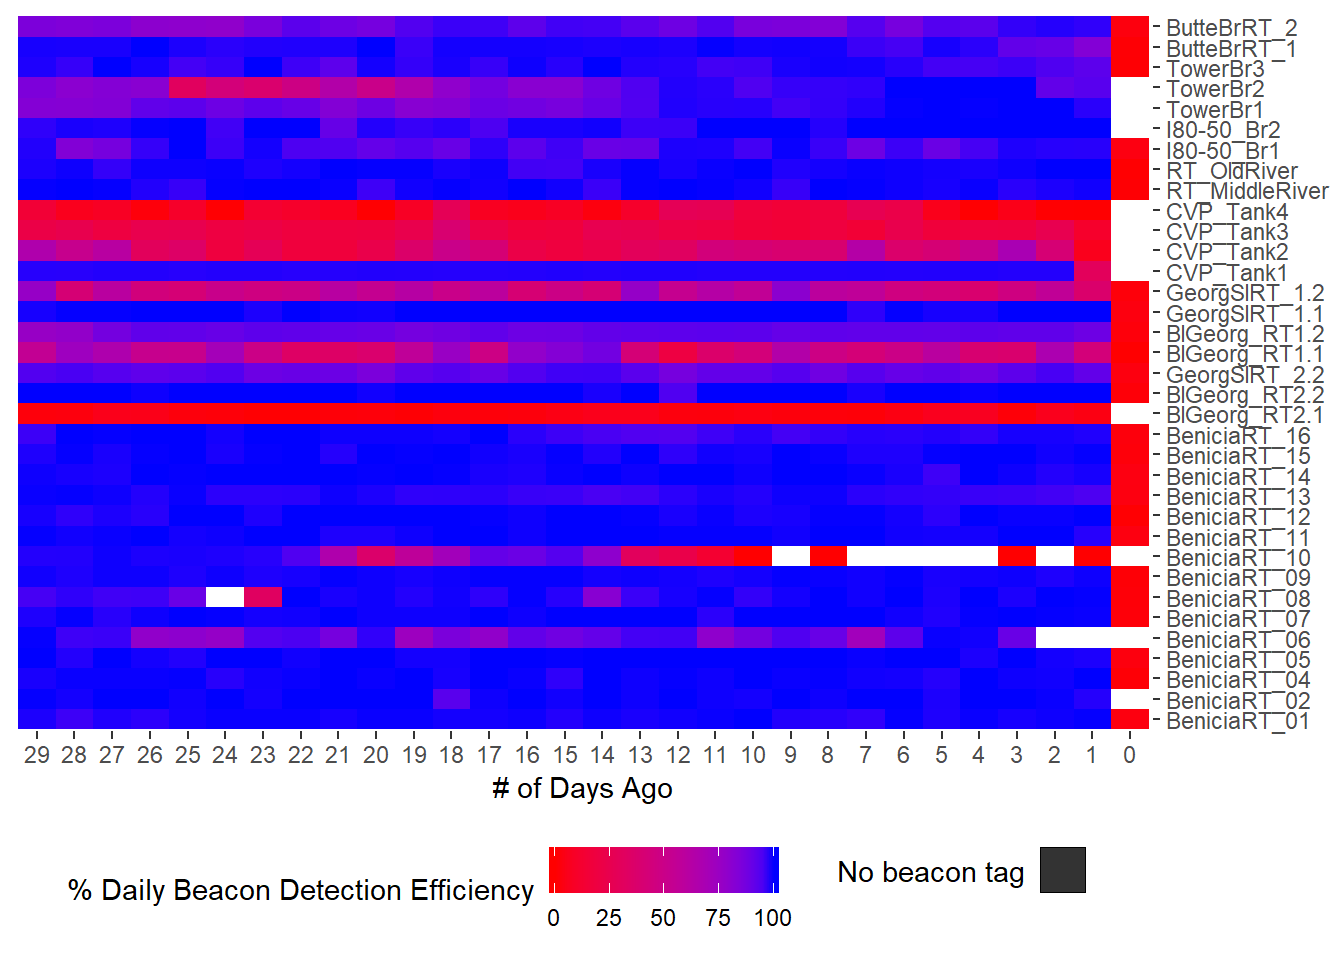 ButteBrRT_2
ButteBrRT_1
TowerBr3
TowerBr2
TowerBr1
I80-50_Br2
I80-50_Br1
RT_OldRiver
RT_MiddleRiver
CVP_Tank4
CVP_Tank3
CVP_Tank2
CVP_Tank1
GeorgSlRT_1.2
GeorgSlRT_1.1
BlGeorg_RT1.2
BlGeorg_RT1.1
GeorgSlRT_2.2
BlGeorg_RT2.2
BlGeorg_RT2.1
BeniciaRT_16
BeniciaRT_15
BeniciaRT_14
BeniciaRT_13
BeniciaRT_12
BeniciaRT_11
BeniciaRT_10
BeniciaRT_09
BeniciaRT_08
BeniciaRT_07
BeniciaRT_06
BeniciaRT_05
BeniciaRT_04
BeniciaRT_02
BeniciaRT_01
29 28 27 26 25 24 23 22 21 20 19 18 17 16 15 14 13 12 11 10 9 8 7 6 5 4 3 2 1 0
# of Days Ago
% Daily Beacon Detection Efficiency
0 25 50 75 100
No beacon tag